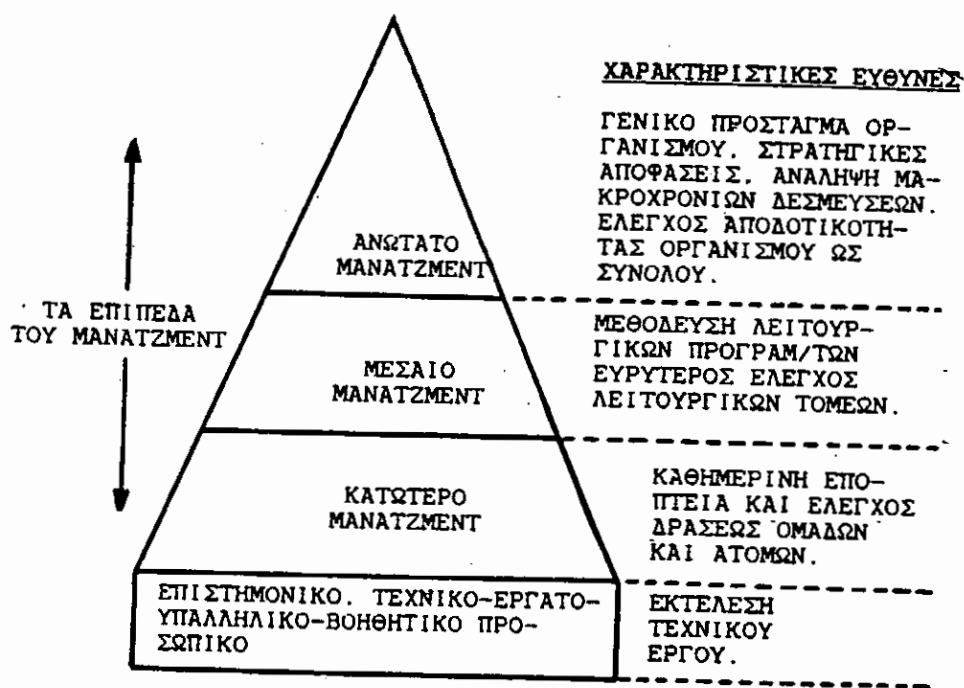 ΧΑΡΑΚΤΗΡΙΣΤΙΚΕΣ ΕΥΘΥΝΕΣ
ΓΕΝΙΚΟ ΠΡΟΣΤΑΓΜΑ ΟΡ-
ΓΑΝΙΣΜΟΥ. ΣΤΡΑΤΗΓΙΚΕΣ
ΑΠΟΦΑΣΕΙΣ. ΑΝΑΛΗΨΗ ΜΑ-
ΚΡΟΧΡΟΝΙΩΝ ΔΕΣΜΕΥΣΕΩΝ.
ΕΛΕΓΧΟΣ ΑΠΟΔΟΤΙΚΟΤΗ-
ΤΑΣ ΟΡΓΑΝΙΣΜΟΥ ΩΣ
ΣΥΝΟΛΟΥ.
ΑΝΩΤΑΤΟ
ΜΑΝΑΤΖΜΕΝΤ
ΤΑ ΕΠΙΠΕΔΑ
ΤΟΥ ΜΑΝΑΤΖΜΕΝΤ
ΜΕΣΑΙΟ
ΜΑΝΑΤΖΜΕΝΤ
ΜΕΘΟΔΕΥΣΗ ΛΕΙΤΟΥΡ-
ΓΙΚΩΝ ΠΡΟΓΡΑΜ/ΤΩΝ
ΕΥΡΥΤΕΡΟΣ ΕΛΕΓΧΟΣ
ΛΕΙΤΟΥΡΓΙΚΩΝ ΤΟΜΕΩΝ.
ΚΑΤΩΤΕΡΟ
ΜΑΝΑΤΖΜΕΝΤ
ΚΑΘΗΜΕΡΙΝΗ ΕΠΟ-
ΠΤΕΙΑ ΚΑΙ ΕΛΕΓΧΟΣ
ΔΡΑΣΕΩΣ ΟΜΑΔΩΝ
ΚΑΙ ΑΤΟΜΩΝ.
ΕΠΙΣΤΗΜΟΝΙΚΟ. ΤΕΧΝΙΚΟ-ΕΡΓΑΤΟ-
ΥΠΑΛΛΗΛΙΚΟ-ΒΟΗΘΗΤΙΚΟ ΠΡΟ-
ΣΩΠΙΚΟ
ΕΚΤΕΛΕΣΗ
ΤΕΧΝΙΚΟΥ
ΕΡΓΟΥ.